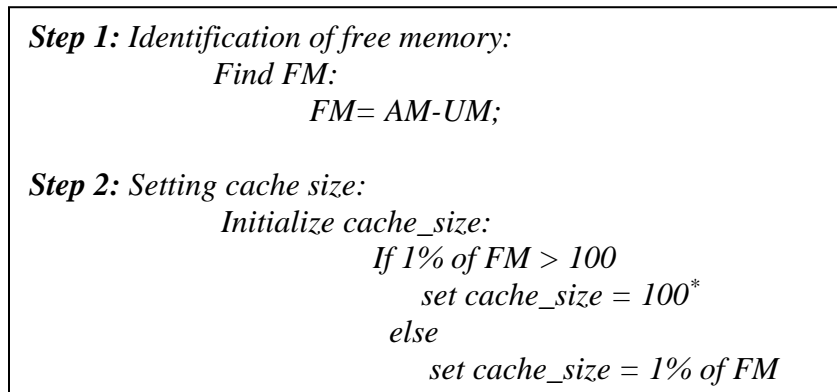 Step 1: Identification of free memory:
Find FM:
FM= AM-UM;
Step 2: Setting cache size:
Initialize cache_size:
If 1% of FM > 100
set cache_size = 100*
else
set cache_size = 1% of FM